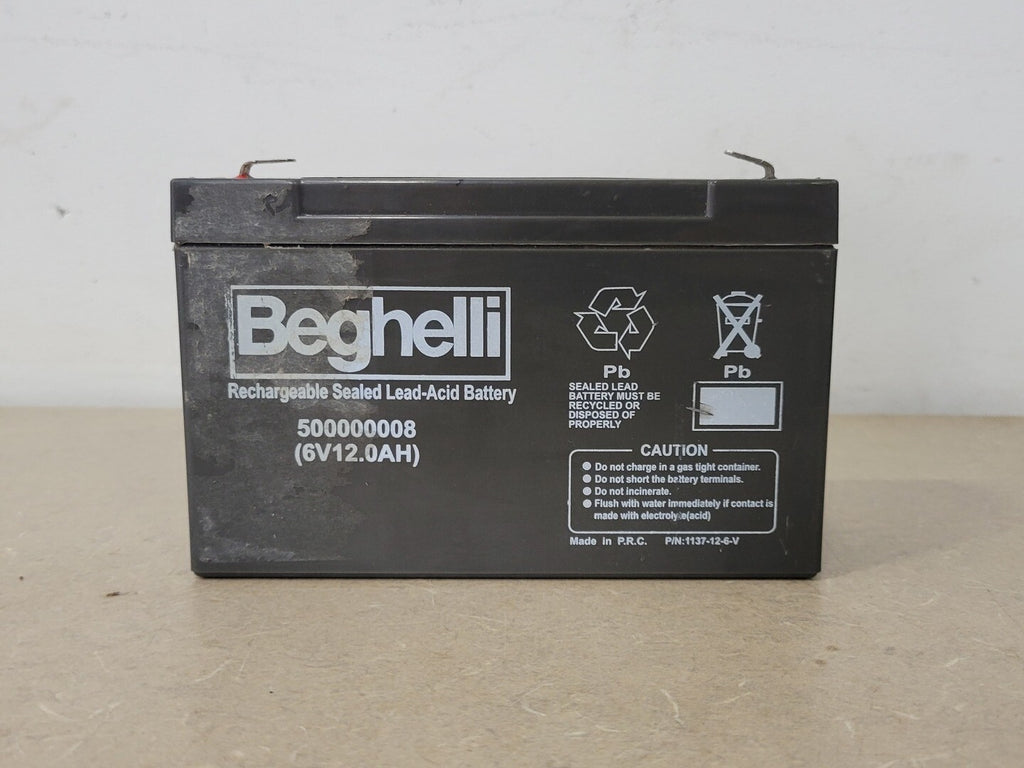 Beghelli
Rechargeable Sealed Lead-Acid Battery
500000008
(6V12.0AH)
Pb
SEALED LEAD
BATTERY MUST BE
RECYCLED OR
DISPOSED OF
PROPERLY
Pb
CAUTION
● Do not charge in a gas tight container.
● Do not short the battery terminals.
● Do not incinerate.
● Flush with water immediately if contact is
made with electrolyte(acid)
Made in P.R.C. P/N:1137-12-6-V